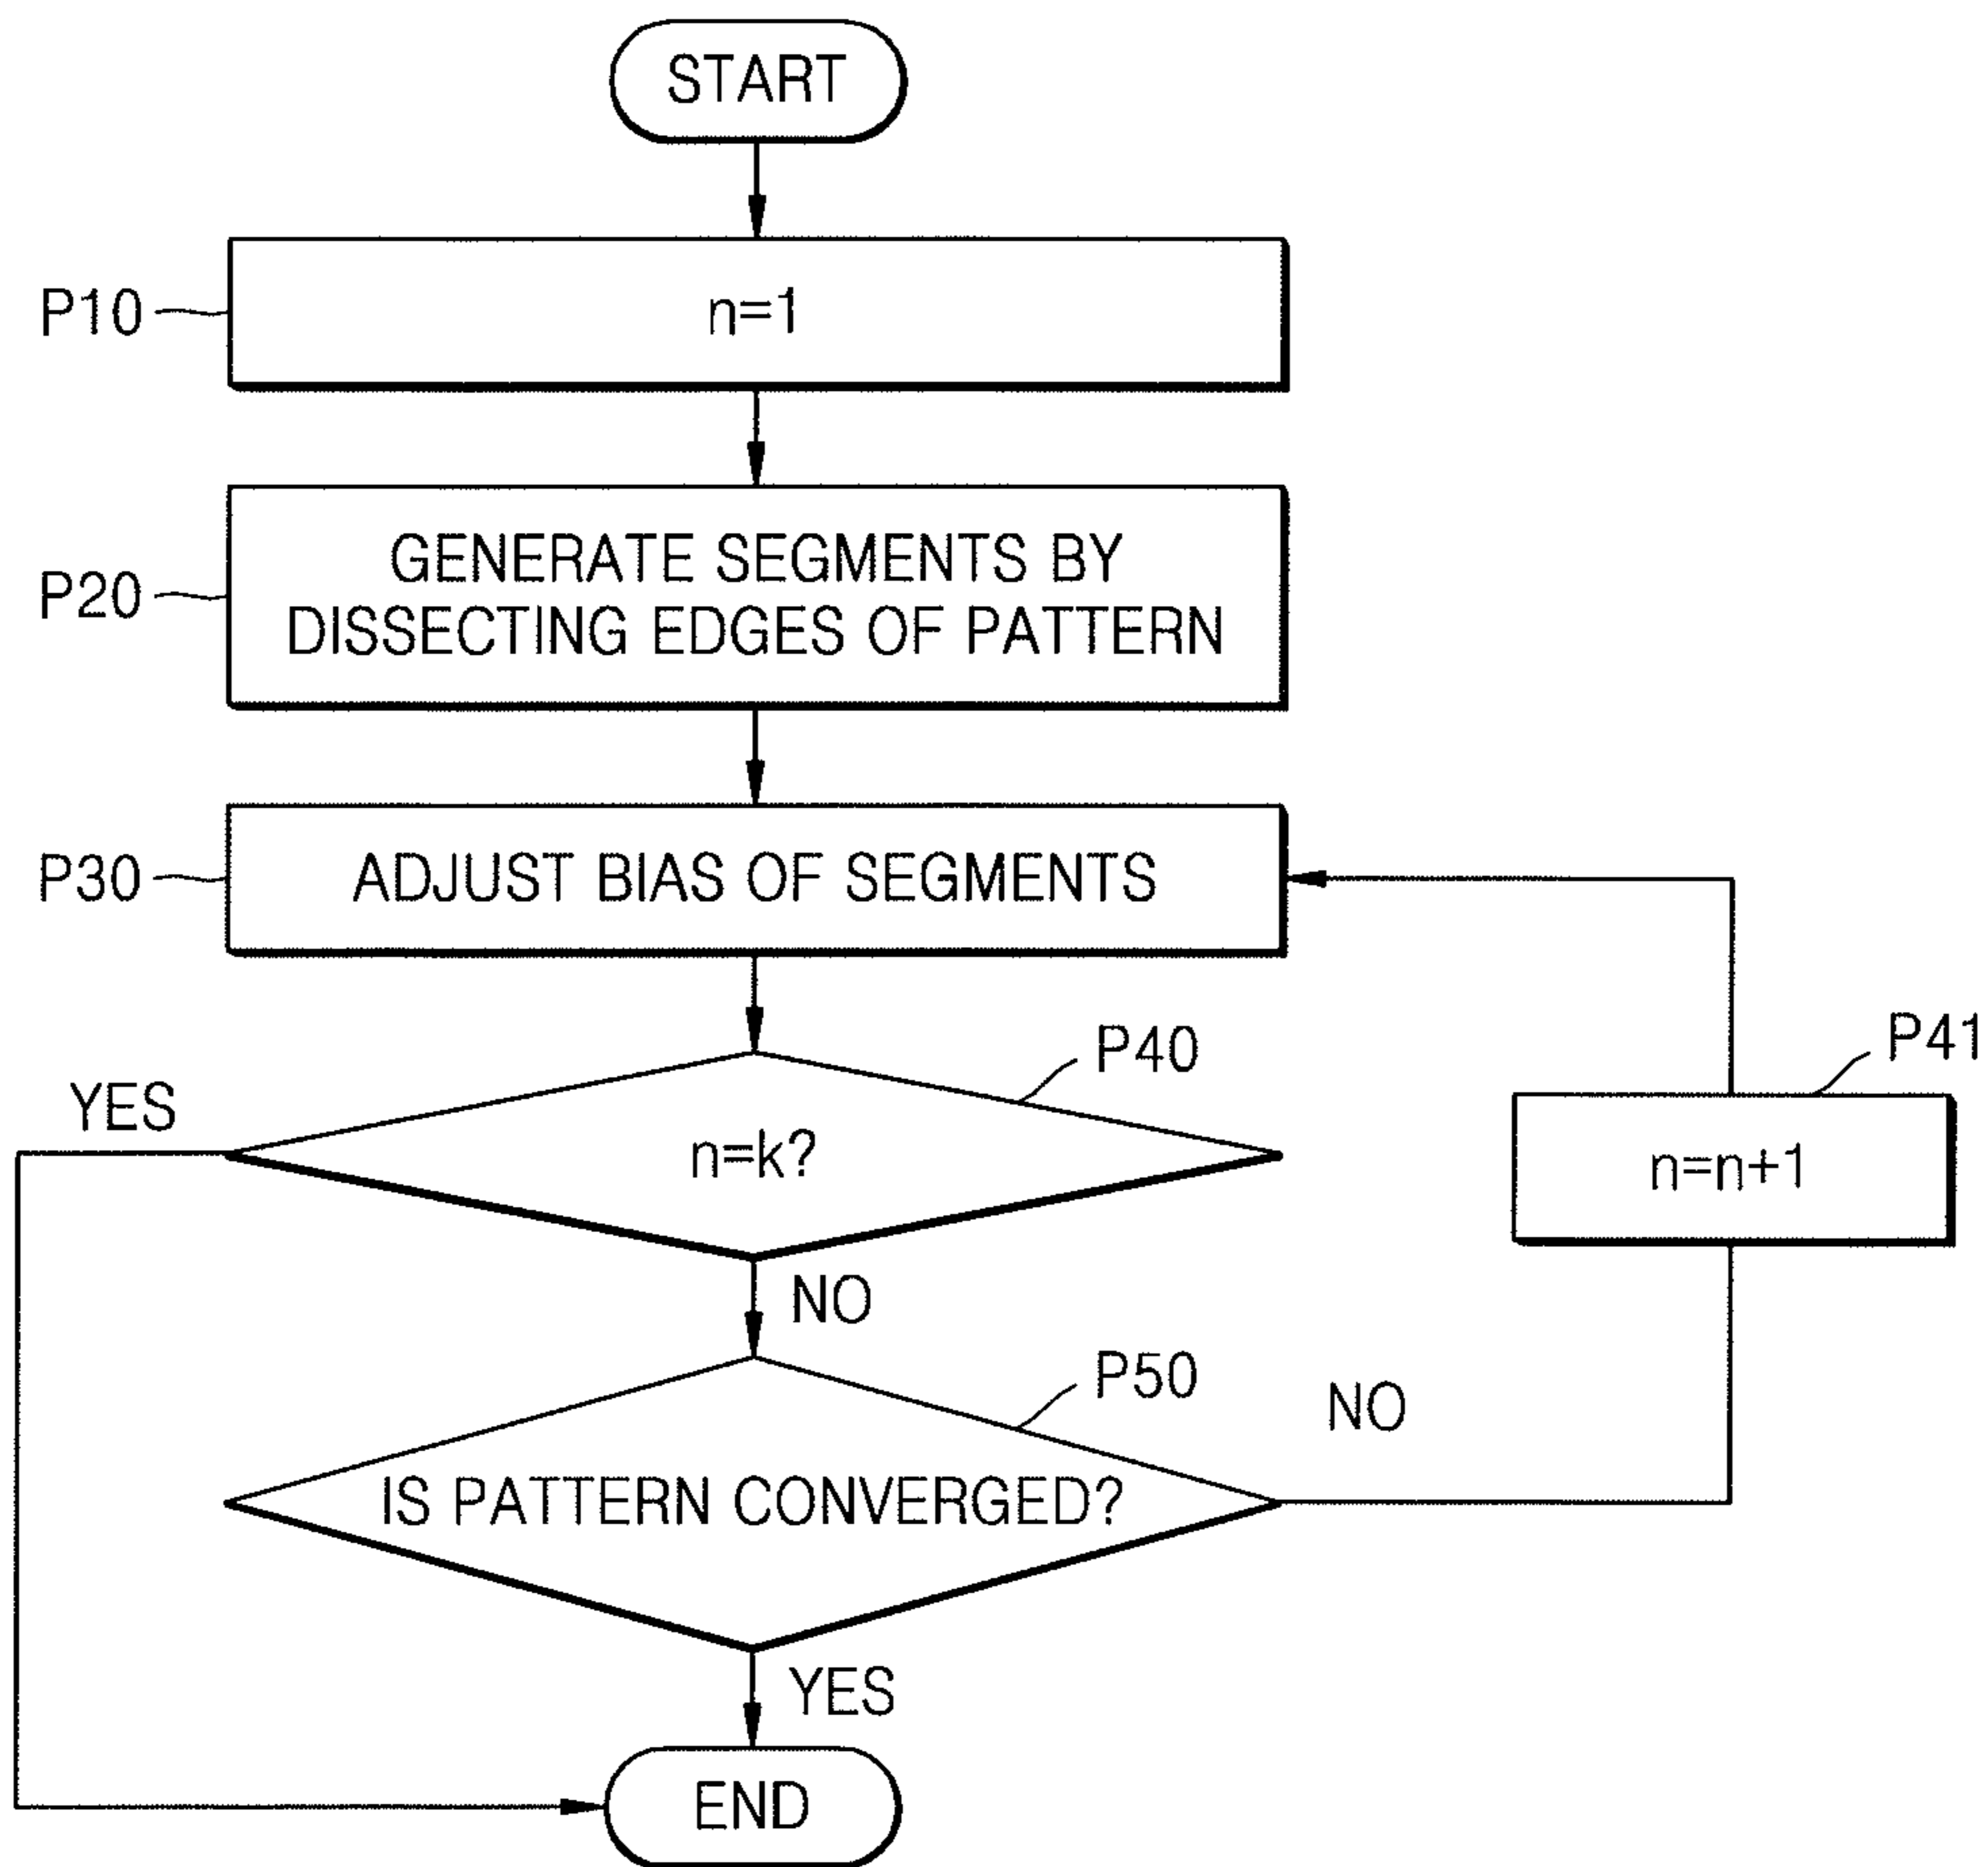 START
P10
n=1
P20
GENERATE SEGMENTS BY
DISSECTING EDGES OF PATTERN
P30
ADJUST BIAS OF SEGMENTS
P40
P41
YES
n=k?
n=n+1
NO
P50
NO
IS PATTERN CONVERGED?
YES
END